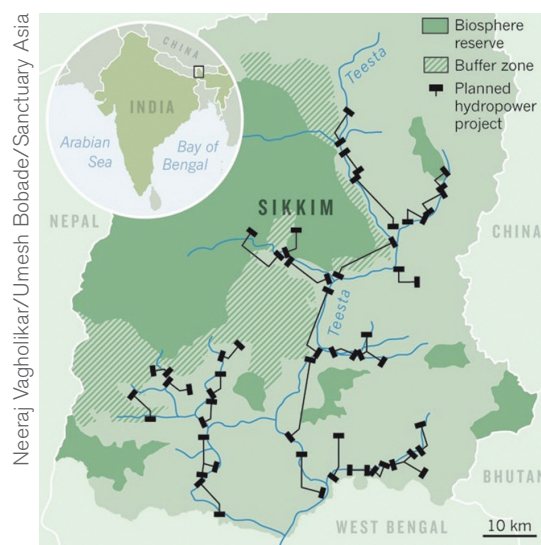 Neeraj Vagholikar/Umesh Bobade/Sanctuary Asia
CHINA
INDIA
Arabian
Sea
Bay of
Bengal
Teesta
Biosphere
reserve
Buffer zone
Planned
hydropower
project
SIKKIM
NEPAL
CHINA
Teesta
BHUTAN
WEST BENGAL
10 km